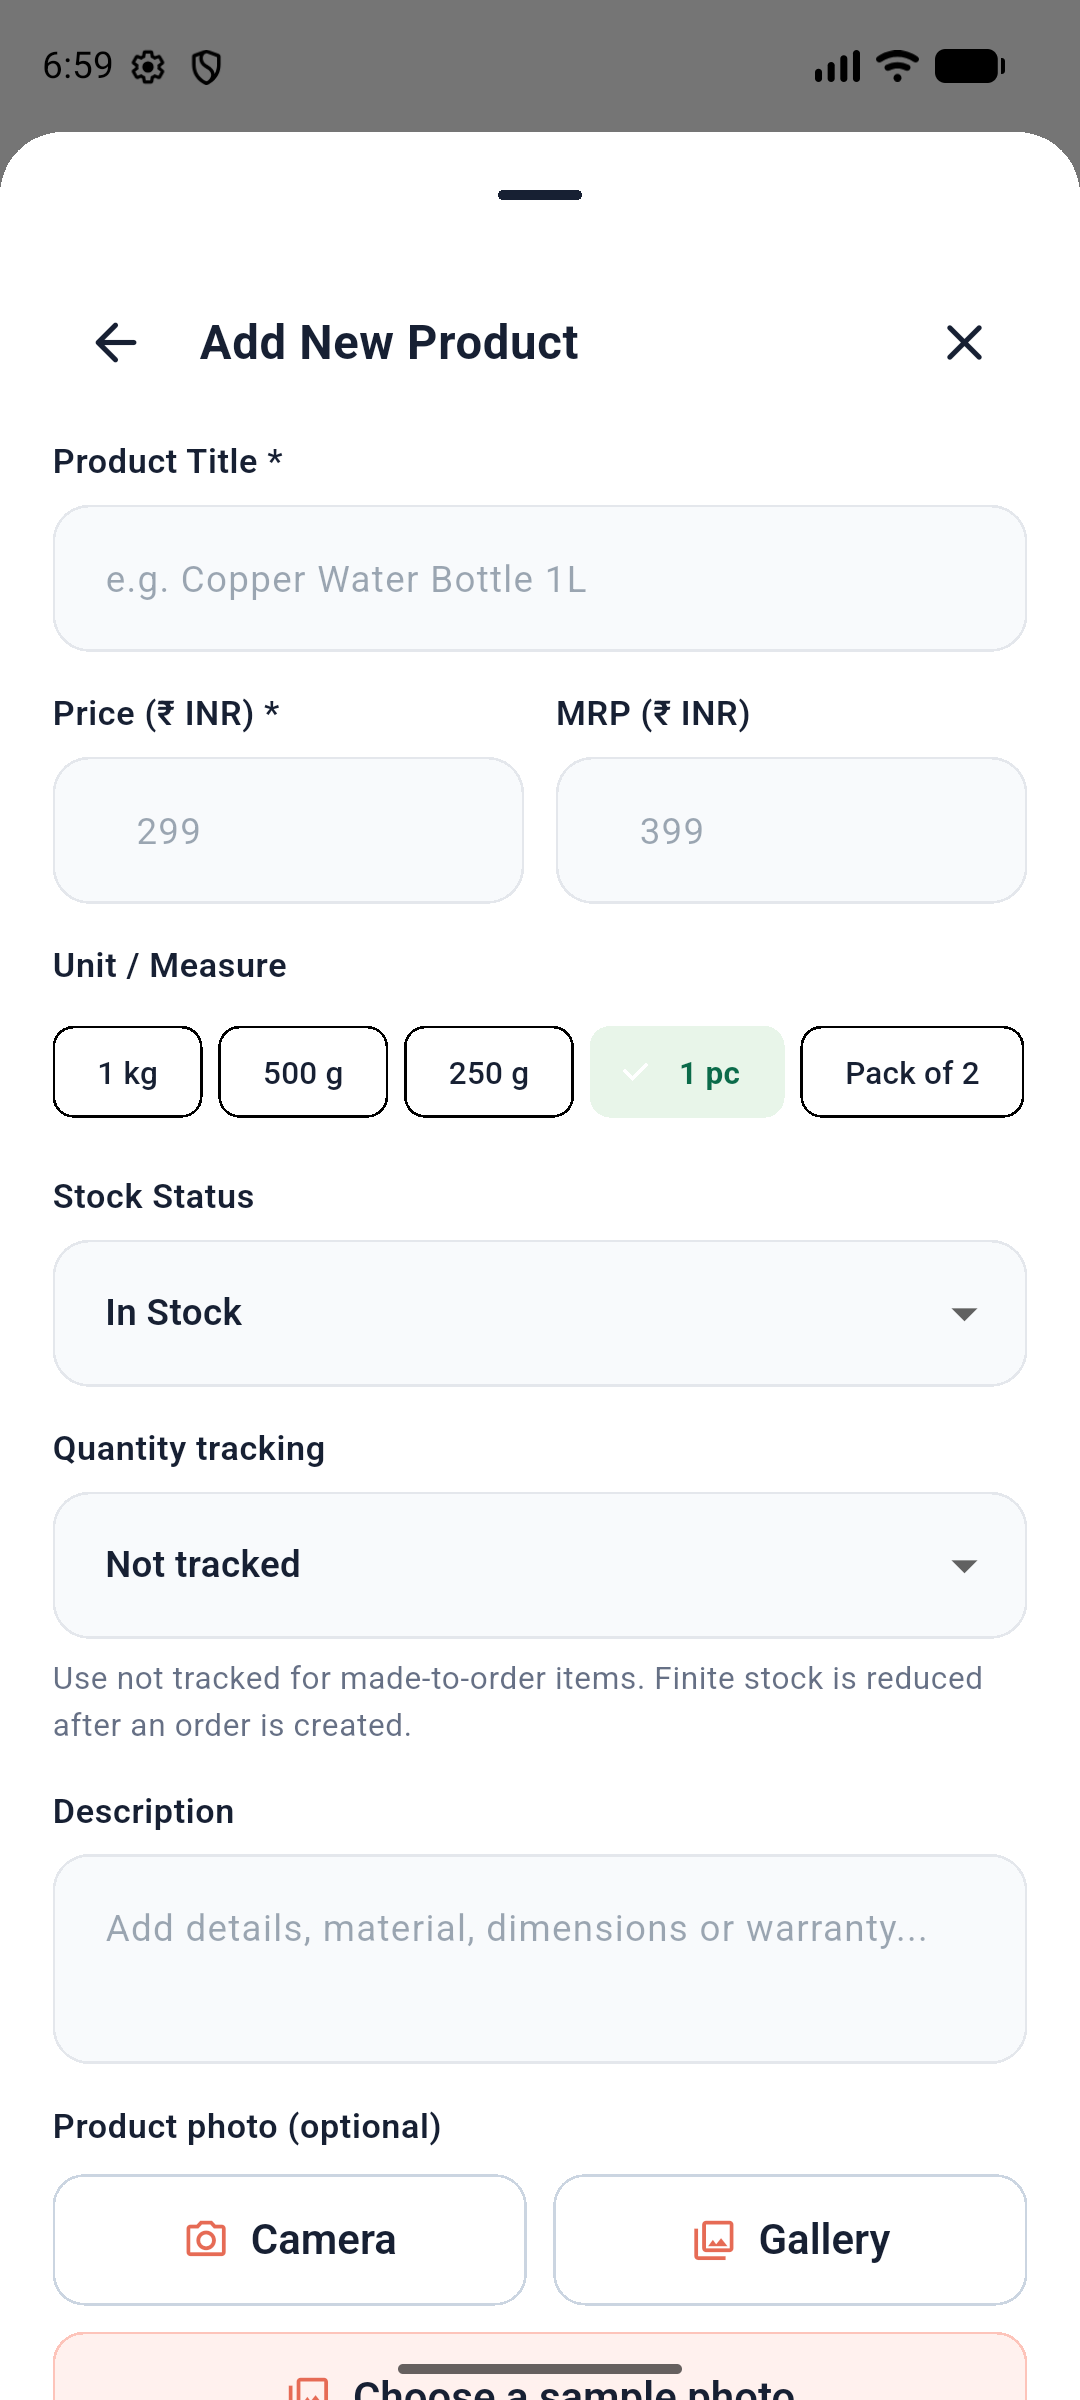 6:59
Add New Product
Product Title *
e.g. Copper Water Bottle 1L
Price (₹ INR) *
MRP (₹ INR)
299
399
Unit / Measure
1 kg
500 g
250 g
1 pc
Pack of 2
Stock Status
In Stock
Quantity tracking
Not tracked
Use not tracked for made-to-order items. Finite stock is reduced
after an order is created.
Description
Add details, material, dimensions or warranty...
Product photo (optional)
Camera
Gallery
Choose a sample photo